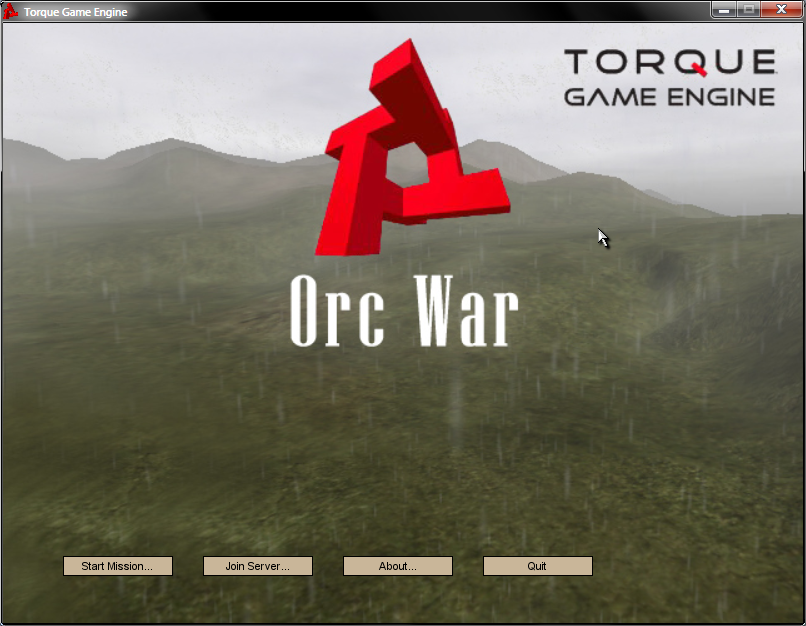 Torque Game Engine
TORQUE
GAME ENGINE
Orc War
Start Mission...
Join Server...
About...
Quit